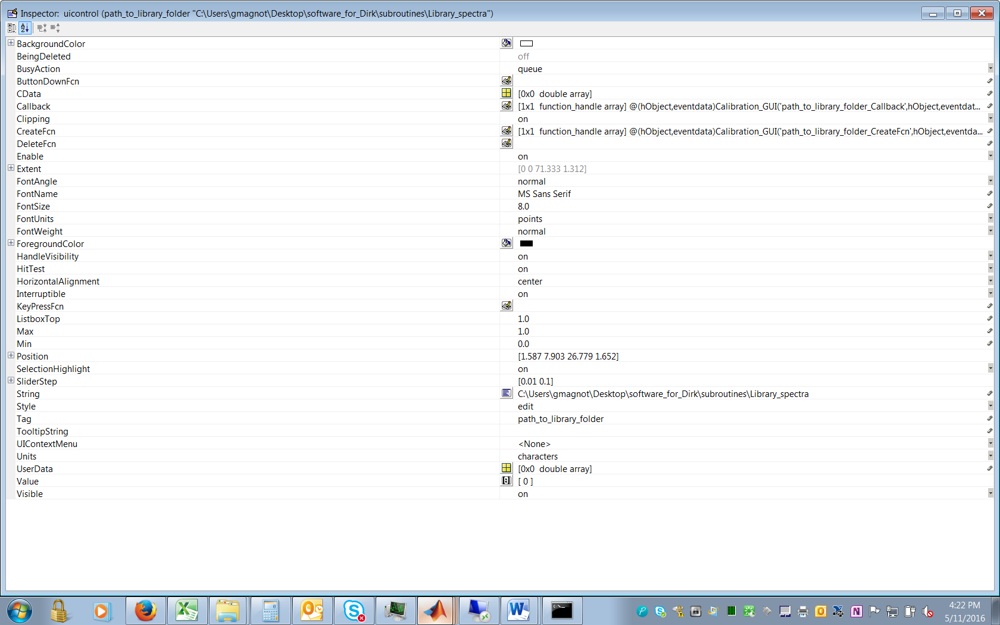 Inspector:  uicontrol (path_to_library_folder "C:\Users\gmagnot\Desktop\software_for_Dirk\subroutines\Library_spectra")
BackgroundColor
BeingDeleted off
BusyAction queue
ButtonDownFcn
CData [0x0  double array]
Callback [1x1  function_handle array] @(hObject,eventdata)Calibration_GUI('path_to_library_folder_Callback',hObject,eventdat...
Clipping on
CreateFcn [1x1  function_handle array] @(hObject,eventdata)Calibration_GUI('path_to_library_folder_CreateFcn',hObject,eventda...
DeleteFcn
Enable on
Extent [0 0 71.333 1.312]
FontAngle normal
FontName MS Sans Serif
FontSize 8.0
FontUnits points
FontWeight normal
ForegroundColor
HandleVisibility on
HitTest on
HorizontalAlignment center
Interruptible on
KeyPressFcn
ListboxTop 1.0
Max 1.0
Min 0.0
Position [1.587 7.903 26.779 1.652]
SelectionHighlight on
SliderStep [0.01 0.1]
String C:\Users\gmagnot\Desktop\software_for_Dirk\subroutines\Library_spectra
Style edit
Tag path_to_library_folder
TooltipString
UIContextMenu <None>
Units characters
UserData [0x0  double array]
Value [ 0 ]
Visible on
4:22 PM
5/11/2016